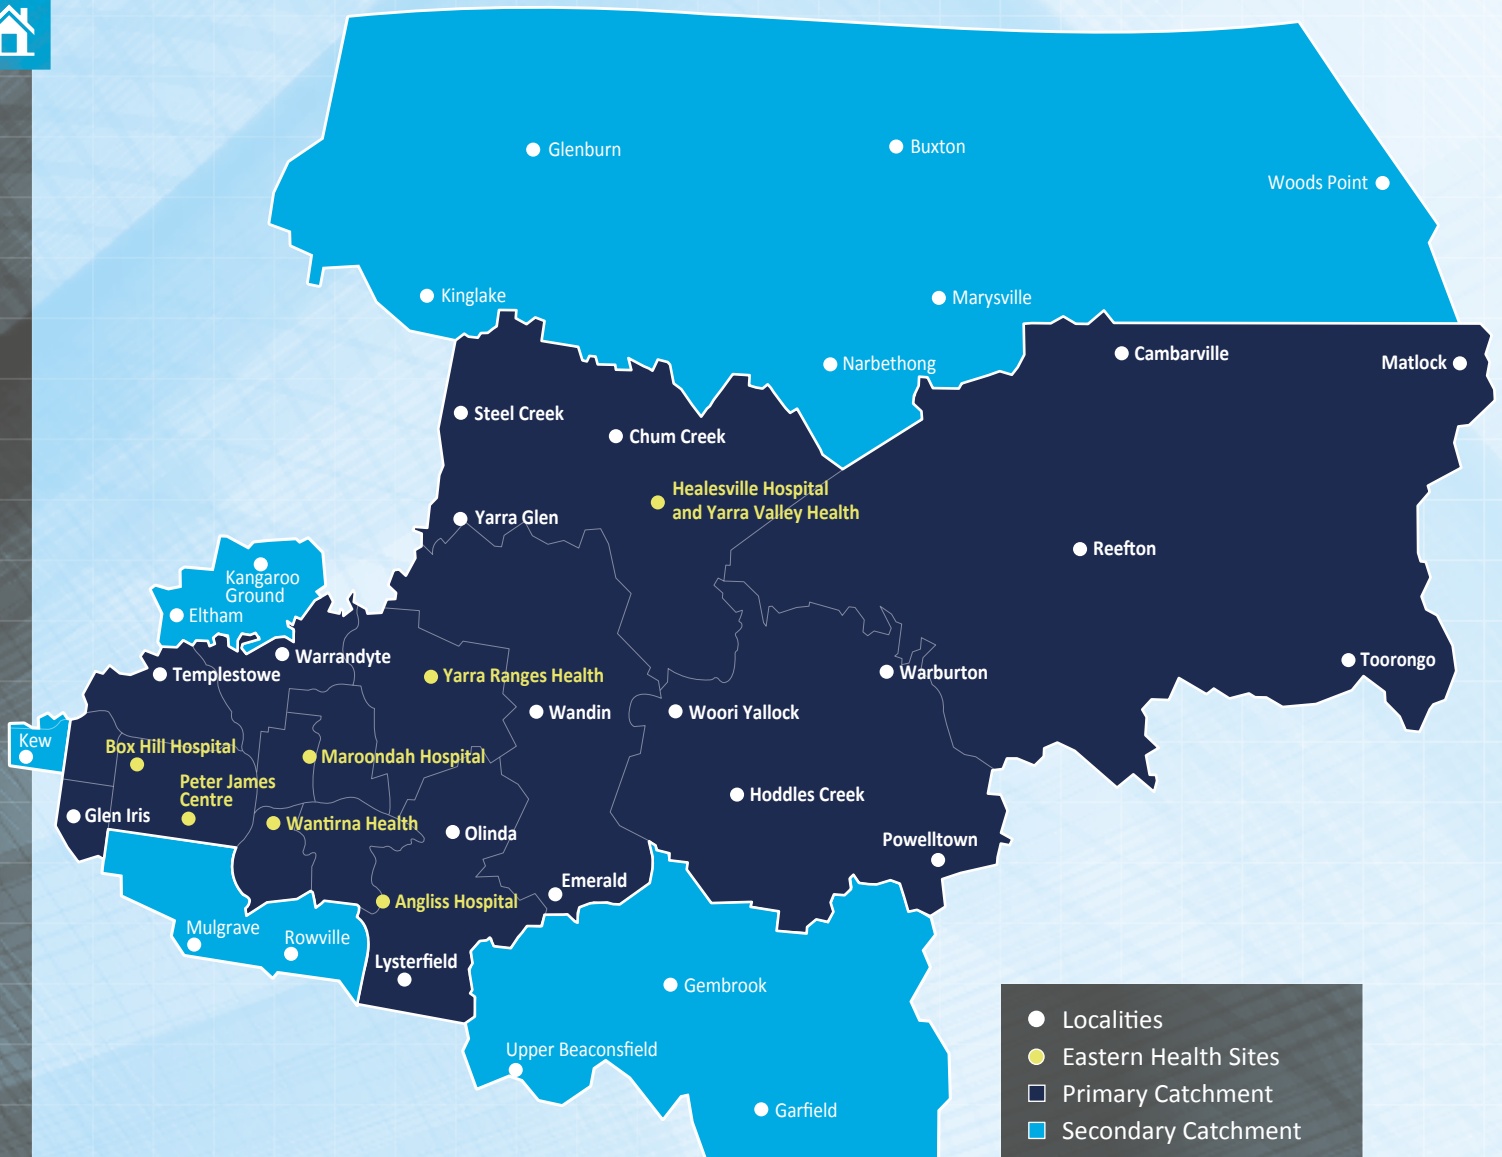 Glenburn
Buxton
Woods Point
Kinglake
Marysville
Narbethong
Cambarville
Matlock
Steel Creek
Chum Creek
Healesville Hospital
and Yarra Valley Health
Yarra Glen
Reefton
Kangaroo
Ground
Eltham
Warrandyte
Templestowe
Yarra Ranges Health
Warburton
Toorongo
Wandin
Woori Yallock
Kew
Box Hill Hospital
Maroondah Hospital
Peter James
Centre
Hoddles Creek
Glen Iris
Wantirna Health
Olinda
Powelltown
Emerald
Angliss Hospital
Mulgrave
Rowville
Lysterfield
Gembrook
Upper Beaconsfield
Garfield
Localities
Eastern Health Sites
Primary Catchment
Secondary Catchment